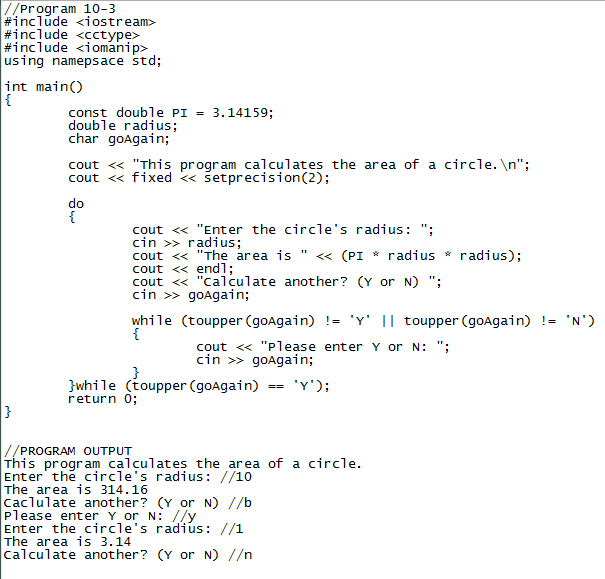 //Program 10-3
#include <iostream>
#include <cctype>
#include <iomanip>
using namepsace std;

int main()
{
        const double PI = 3.14159;
        double radius;
        char goAgain;

        cout << "This program calculates the area of a circle.\n";
        cout << fixed << setprecision(2);

        do
        {
                cout << "Enter the circle's radius: ";
                cin >> radius;
                cout << "The area is " << (PI * radius * radius);
                cout << endl;
                cout << "Calculate another? (Y or N) ";
                cin >> goAgain;

                while (toupper(goAgain) != 'Y' || toupper(goAgain) != 'N')
                {
                        cout << "Please enter Y or N: ";
                        cin >> goAgain;
                }
        }while (toupper(goAgain) == 'Y');
        return 0;
}

//PROGRAM OUTPUT
This program calculates the area of a circle.
Enter the circle's radius: //10
The area is 314.16
Caclulate another? (Y or N) //b
Please enter Y or N: //y
Enter the circle's radius: //1
The area is 3.14
Calculate another? (Y or N) //n